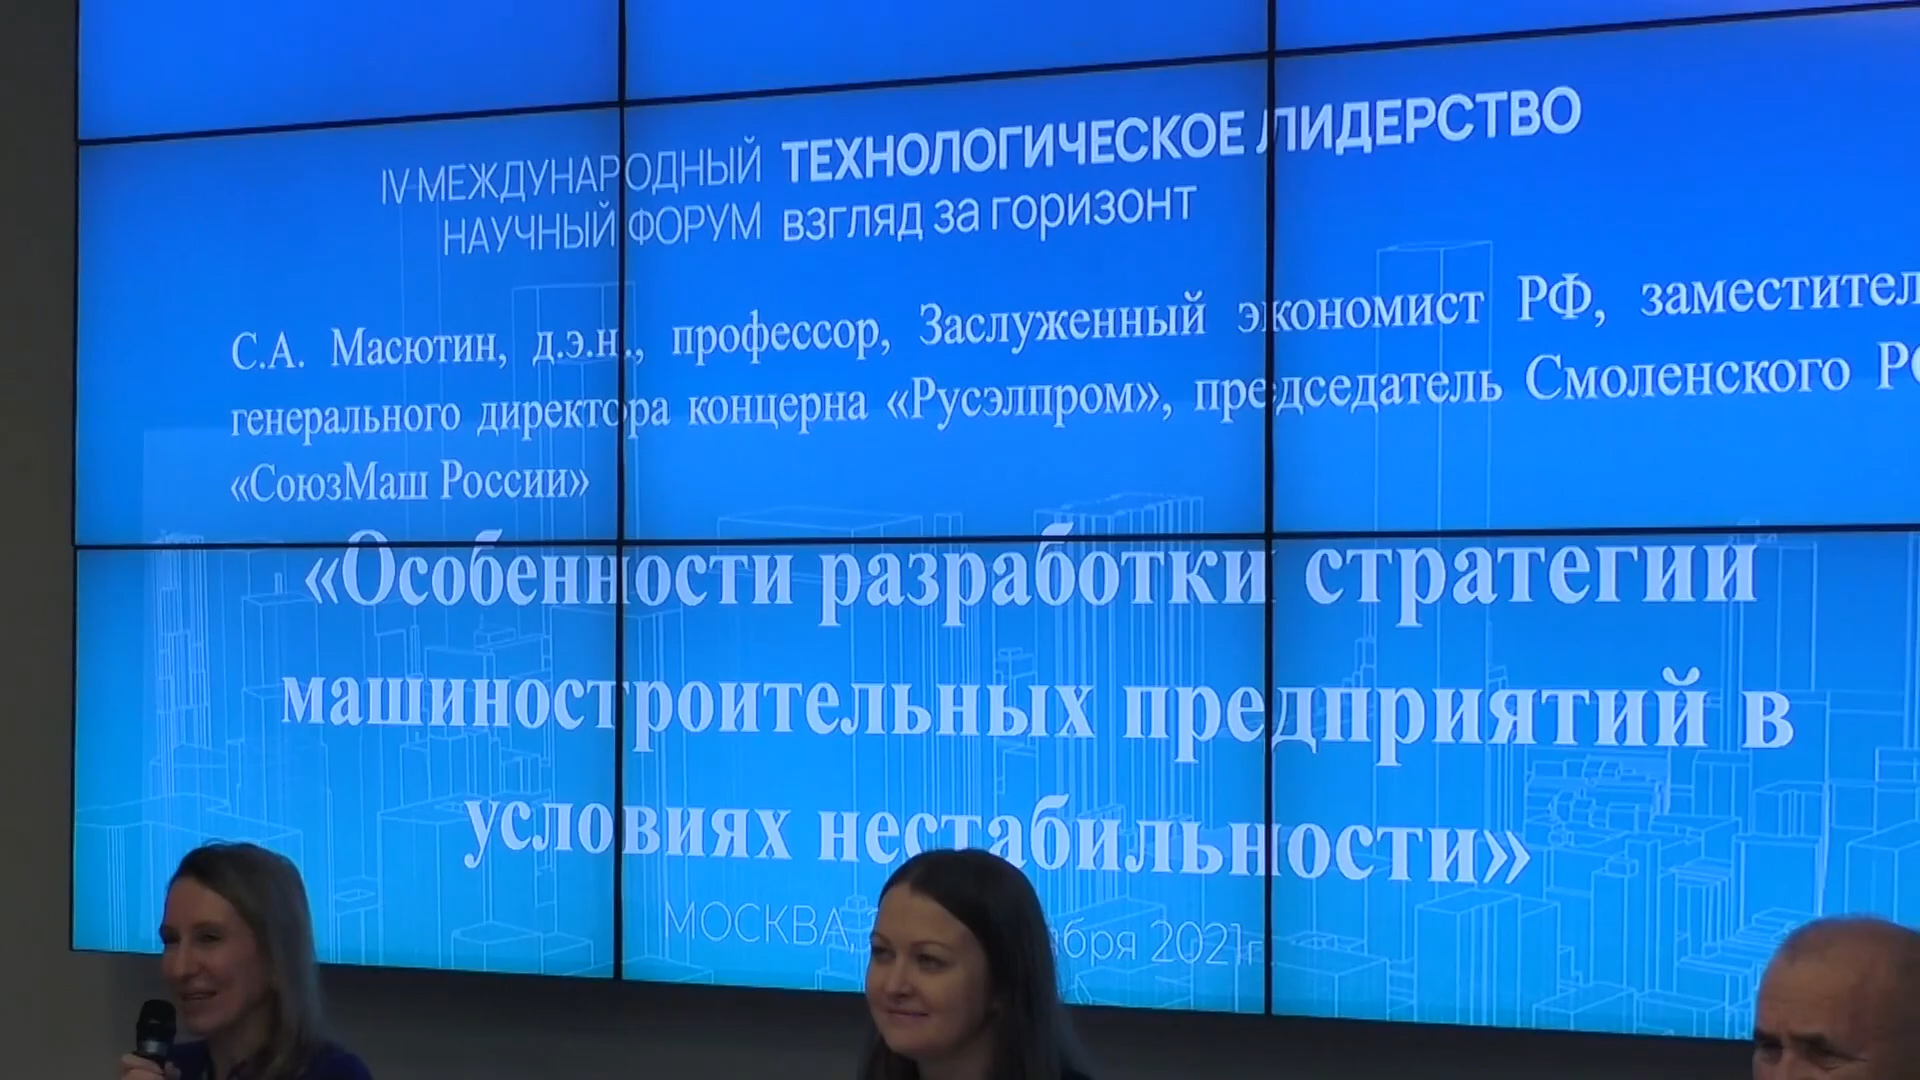 IV МЕЖДУНАРОДНЫЙ ТЕХНОЛОГИЧЕСКОЕ ЛИДЕРСТВО
НАУЧНЫЙ ФОРУМ ВЗГЛЯД ЗА ГОРИЗОНТ
С.А. Масютин, д.э.н., профессор, Заслуженный экономист РФ,
генерального директора концерна «Русэлпром», председатель Смоленского
«СоюзМаш России»
«Особенности разработки стратегии
машиностроительных предприятий в
условиях нестабильности»
МОСКВА, 2021г